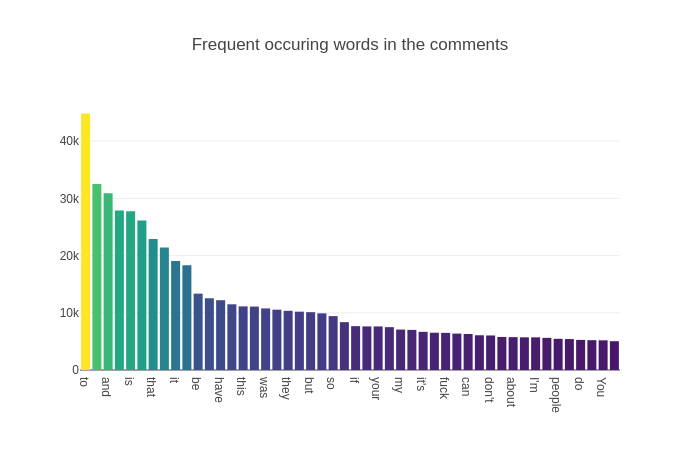 Frequent occuring words in the comments
40k
30k
20k
10k
0
to
and
is
that
it
be
have
this
was
they
but
so
if
your
my
it's
fuck
can
don't
about
I'm
people
do
You